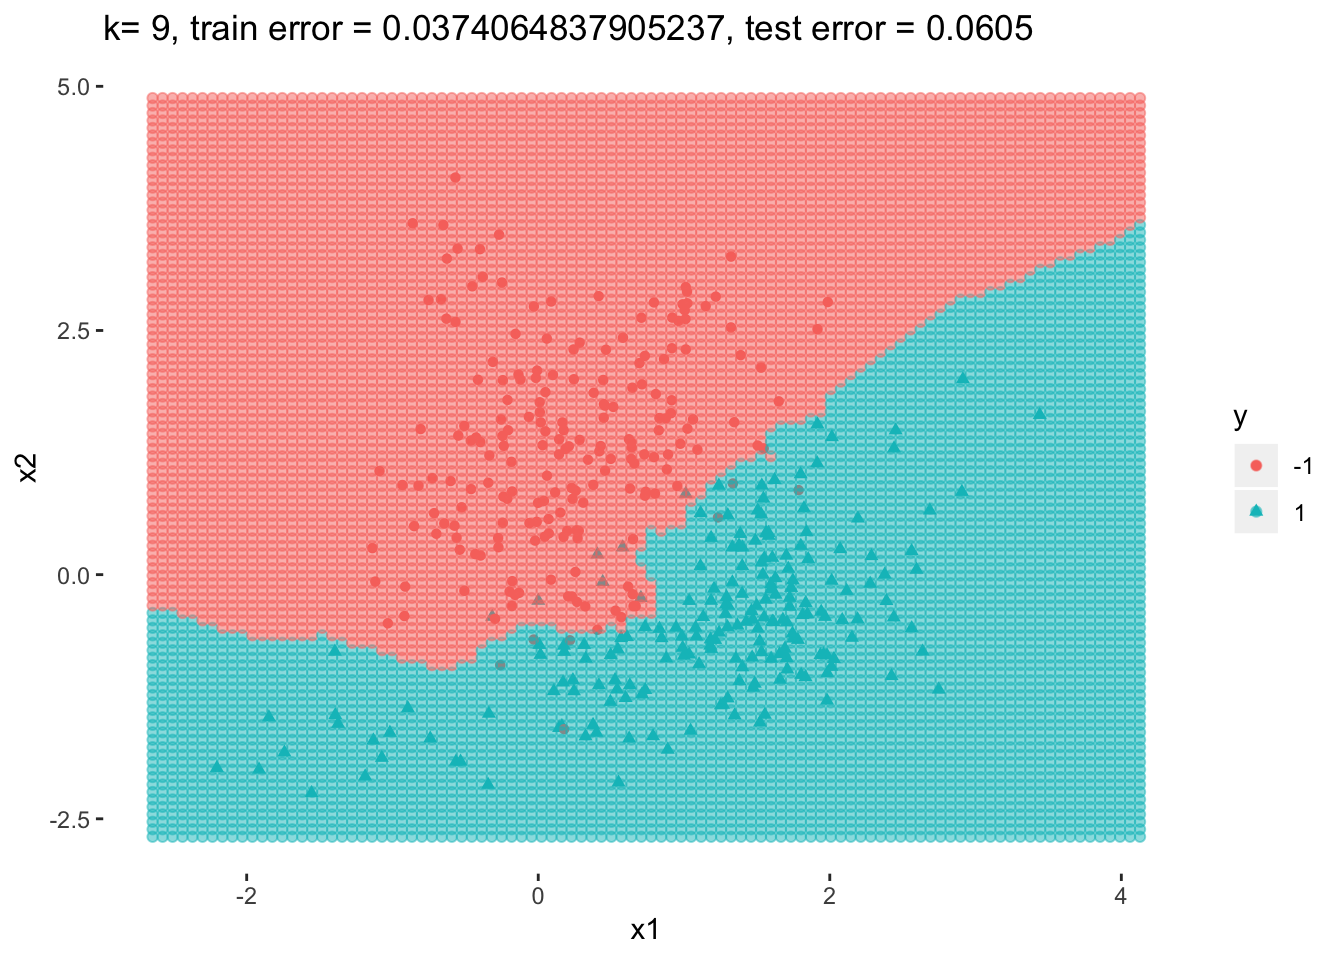 k= 9, train error = 0.0374064837905237, test error = 0.0605
5.0
2.5
0.0
-2.5
x2
-2
0
2
4
x1
y
-1
1